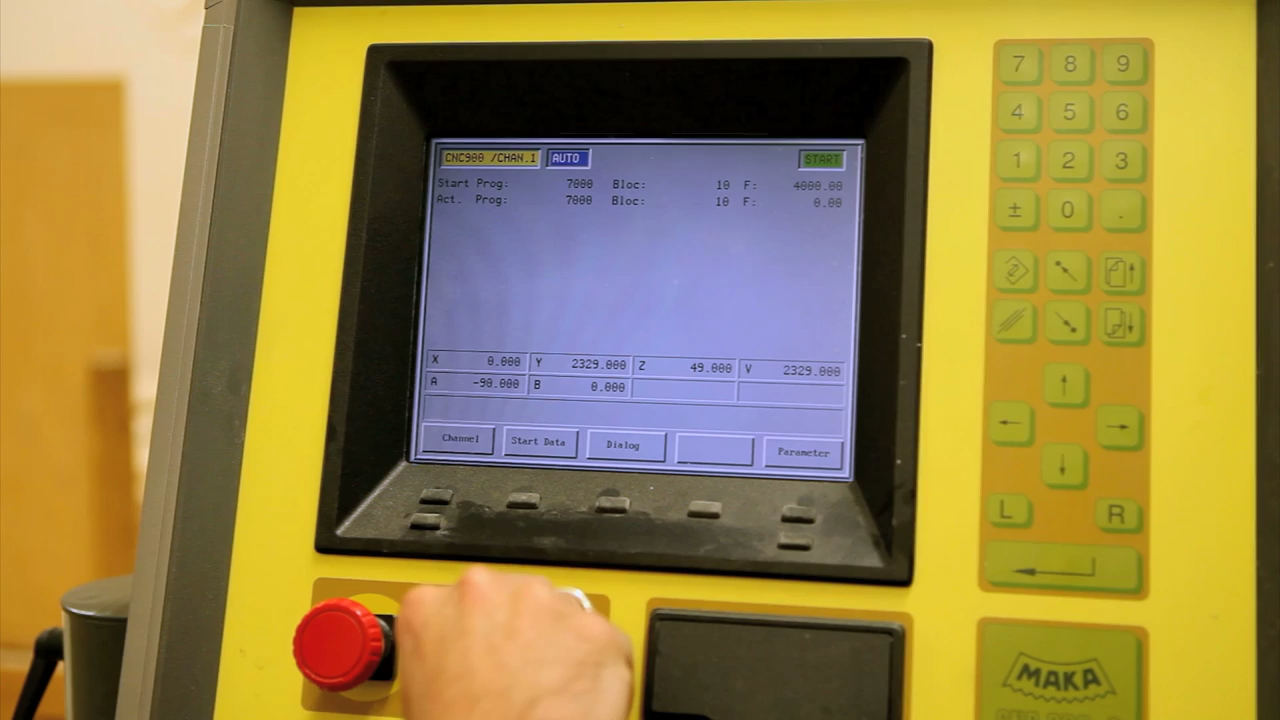 CNC900 /CHAN.1 AUTO START
Start Prog: 7000 Bloc: 10 F: 4000.00
Act. Prog: 7000 Bloc: 10 F: 0.00
X 0.000 Y 2329.000 Z 49.000 V 2329.000
A -90.000 B 0.000
Channel Start Data Dialog Parameter
7 8 9
4 5 6
1 2 3
± 0 .
L R
MAKA